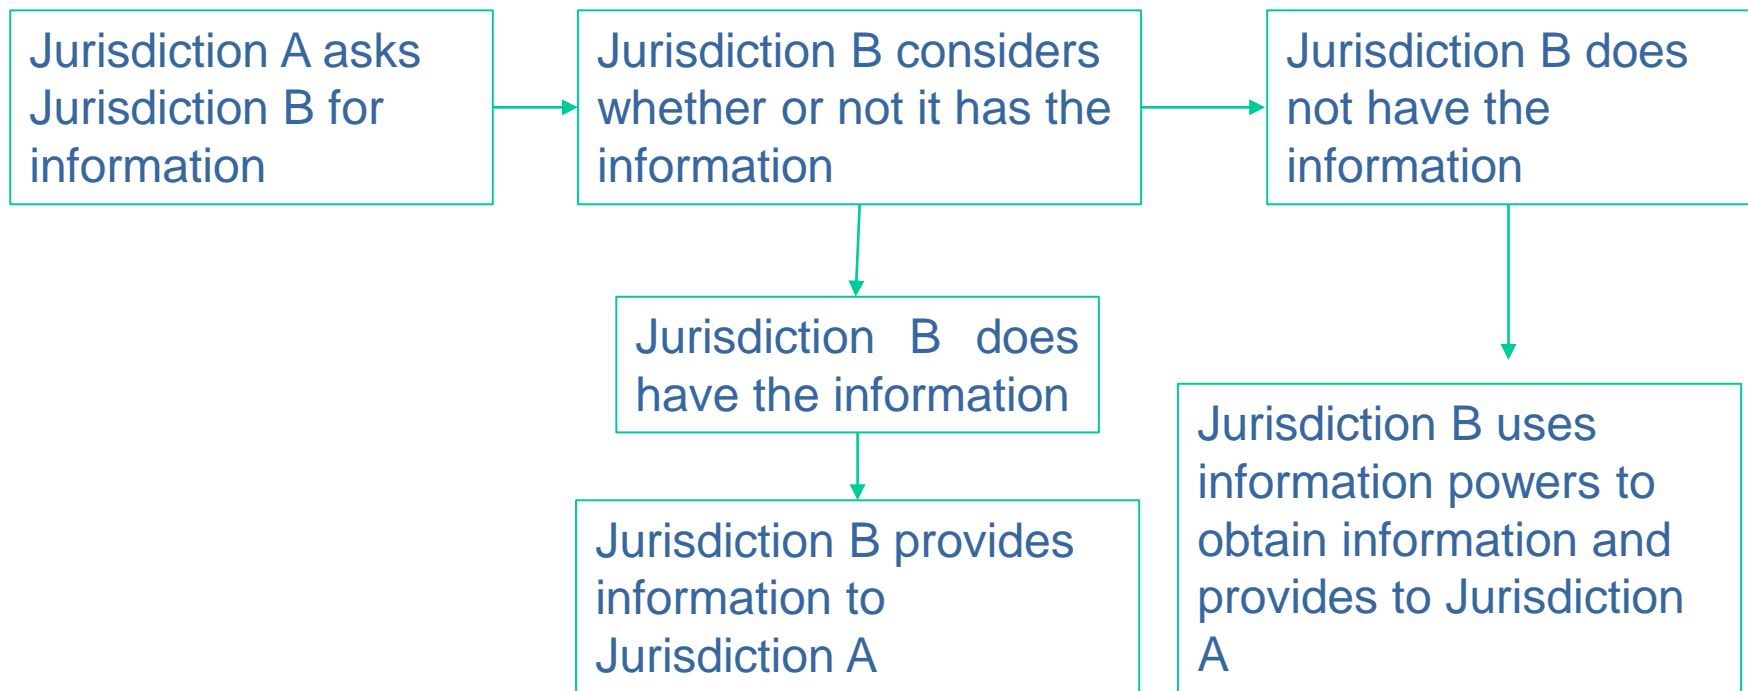 Jurisdiction A asks
Jurisdiction B for
information
Jurisdiction B considers
whether or not it has the
information
Jurisdiction B does
not have the
information
Jurisdiction B does
have the information
Jurisdiction B provides
information to
Jurisdiction A
Jurisdiction B uses
information powers to
obtain information and
provides to Jurisdiction
A